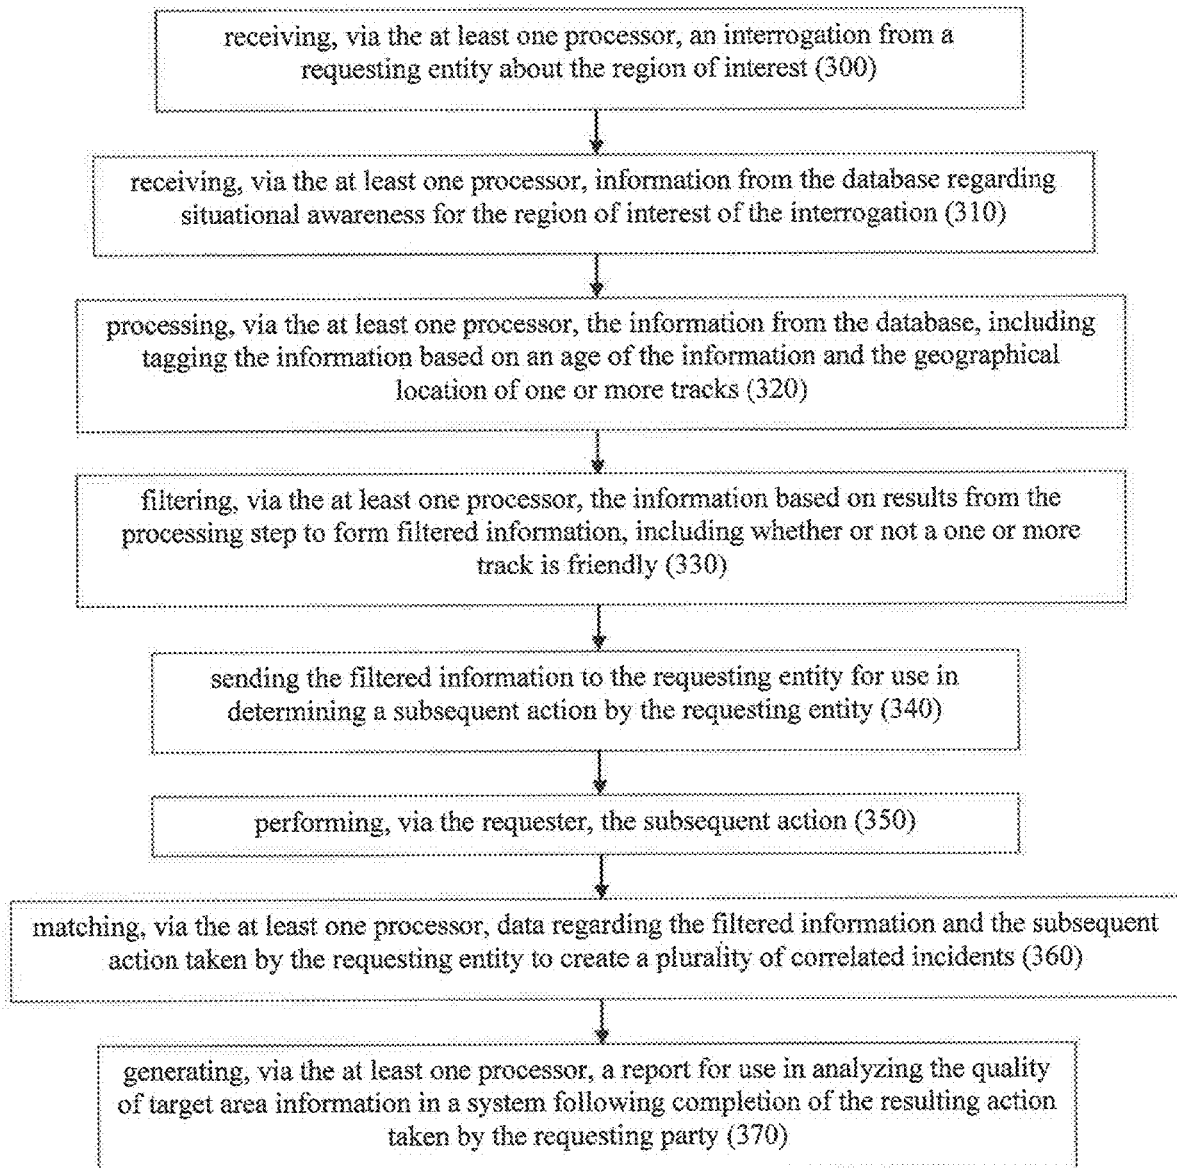 receiving, via the at least one processor, an interrogation from a
requesting entity about the region of interest (300)
receiving, via the at least one processor, information from the database regarding
situational awareness for the region of interest of the interrogation (310)
processing, via the at least one processor, the information from the database, including
tagging the information based on an age of the information and the geographical
location of one or more tracks (320)
filtering, via the at least one processor, the information based on results from the
processing step to form filtered information, including whether or not a one or more
track is friendly (330)
sending the filtered information to the requesting entity for use in
determining a subsequent action by the requesting entity (340)
performing, via the requester, the subsequent action (350)
matching, via the at least one processor, data regarding the filtered information and the subsequent
action taken by the requesting entity to create a plurality of correlated incidents (360)
generating, via the at least one processor, a report for use in analyzing the quality
of target area information in a system following completion of the resulting action
taken by the requesting party (370)